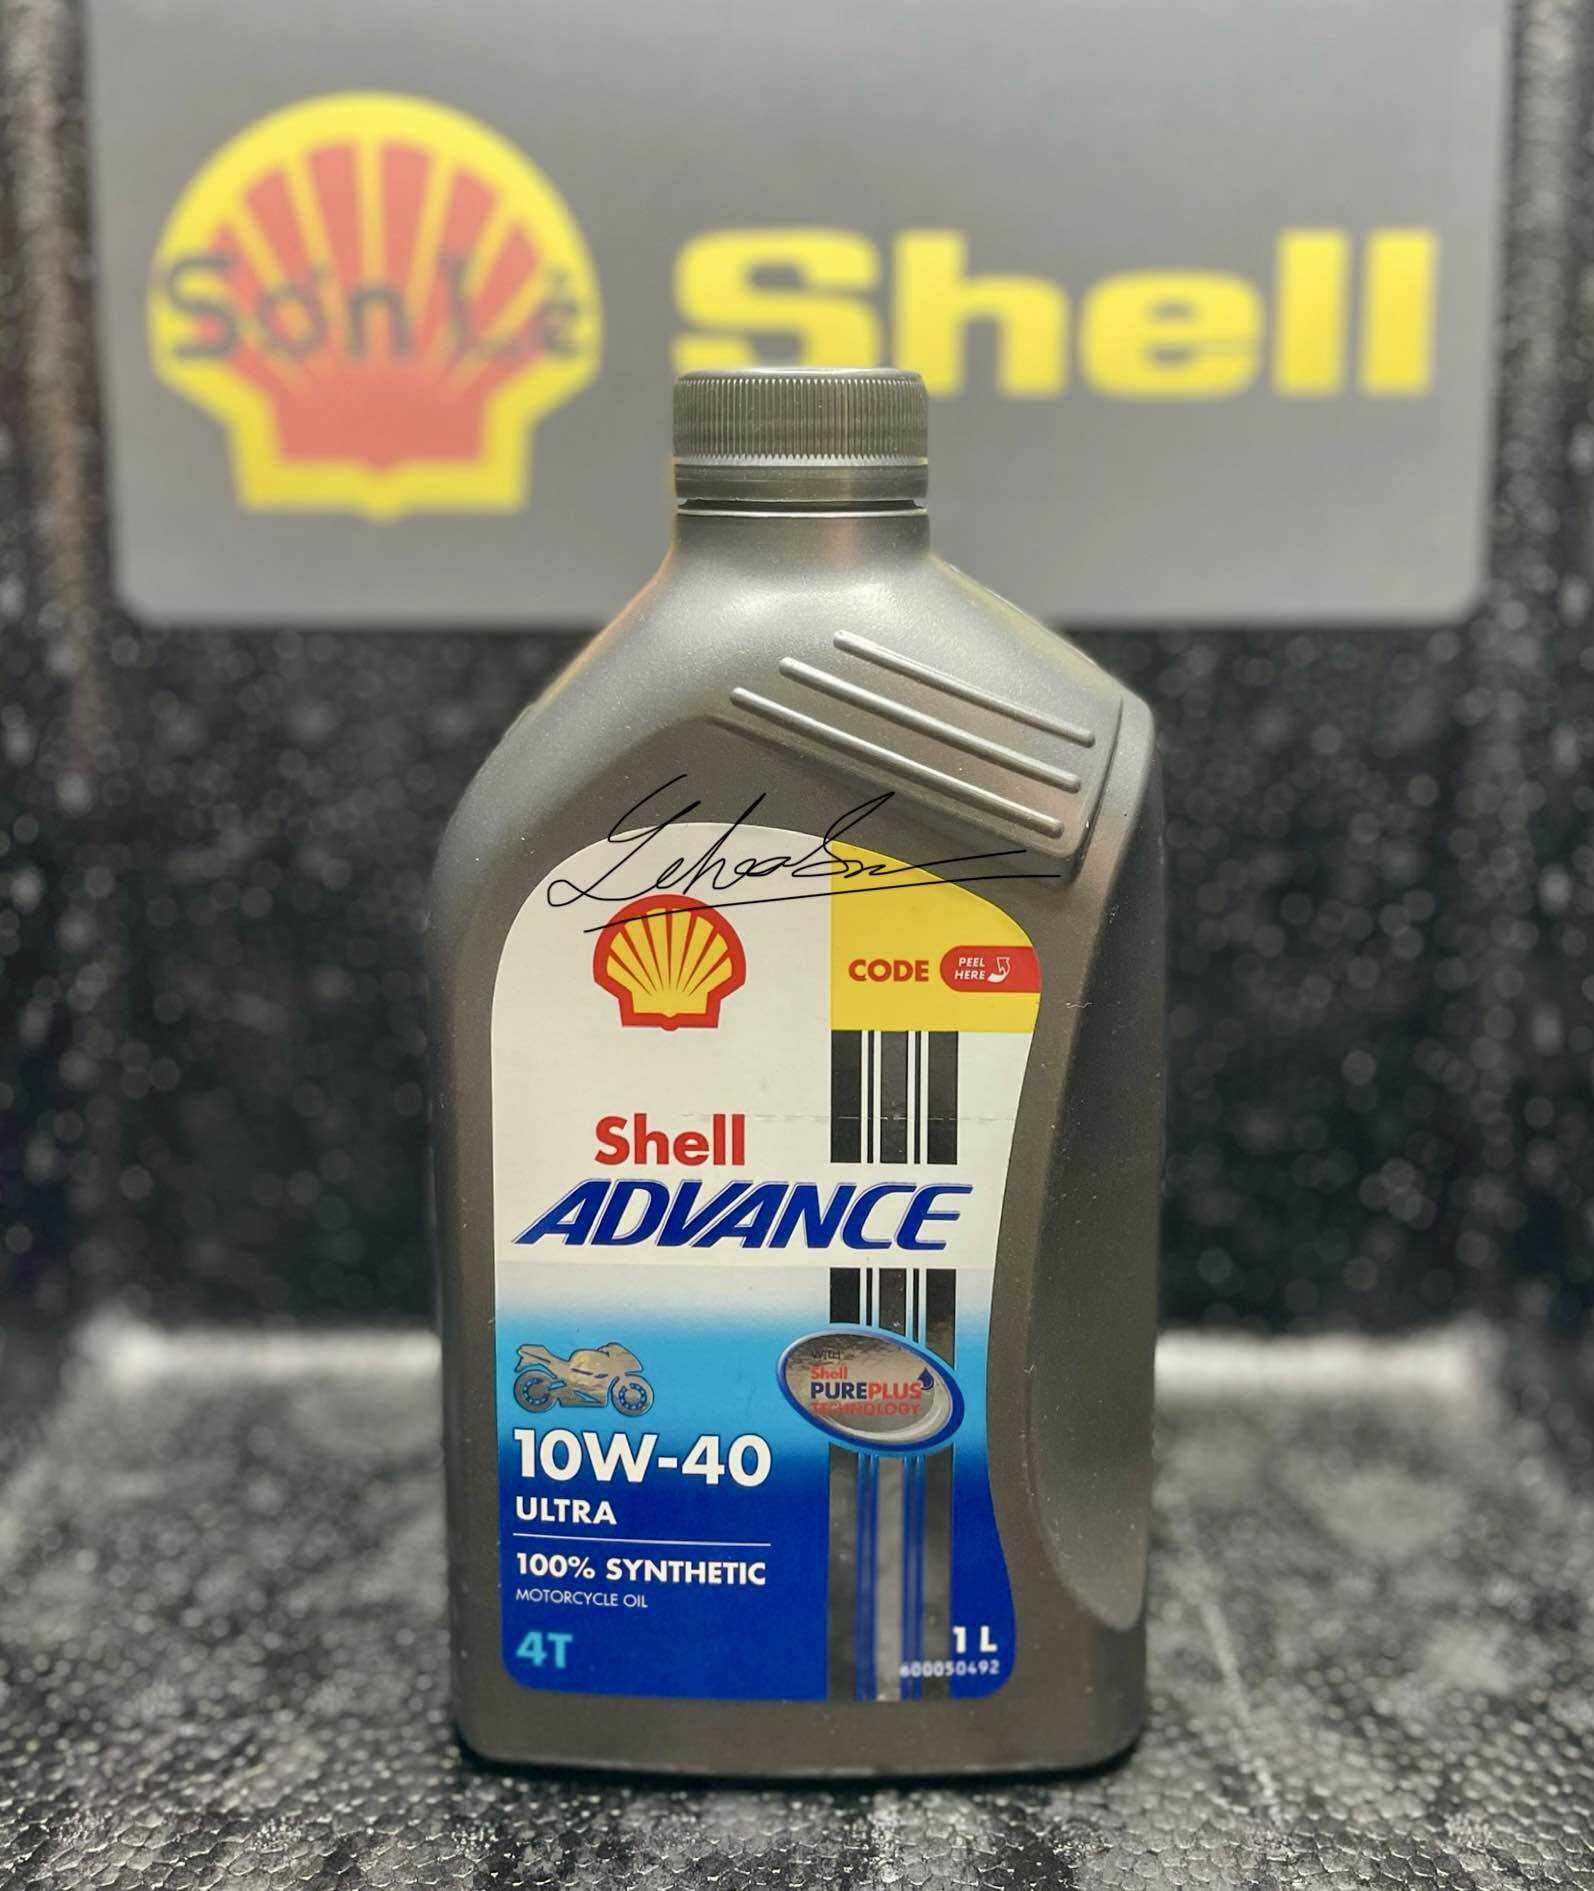 Shell
CODE
PEEL
HERE
Shell
ADVANCE
WITH
Shell
PUREPLUS
TECHNOLOGY
10W-40
ULTRA
100% SYNTHETIC
MOTORCYCLE OIL
4T
1 L
600050492